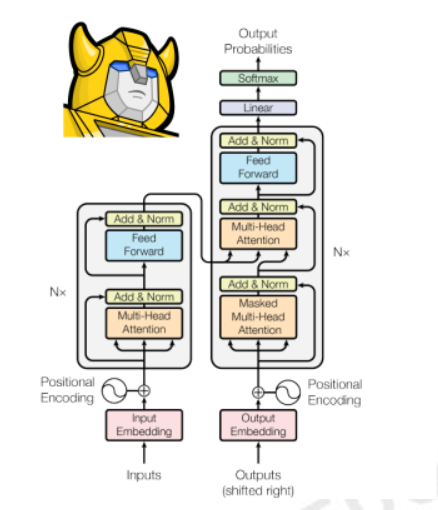 Output
Probabilities
Softmax
Linear
Add & Norm
Feed
Forward
Add & Norm
Multi-Head
Attention
Add & Norm
Masked
Multi-Head
Attention
Nx
Positional
Encoding
Output
Embedding
Outputs
(shifted right)
Add & Norm
Feed
Forward
Add & Norm
Multi-Head
Attention
Nx
Positional
Encoding
Input
Embedding
Inputs